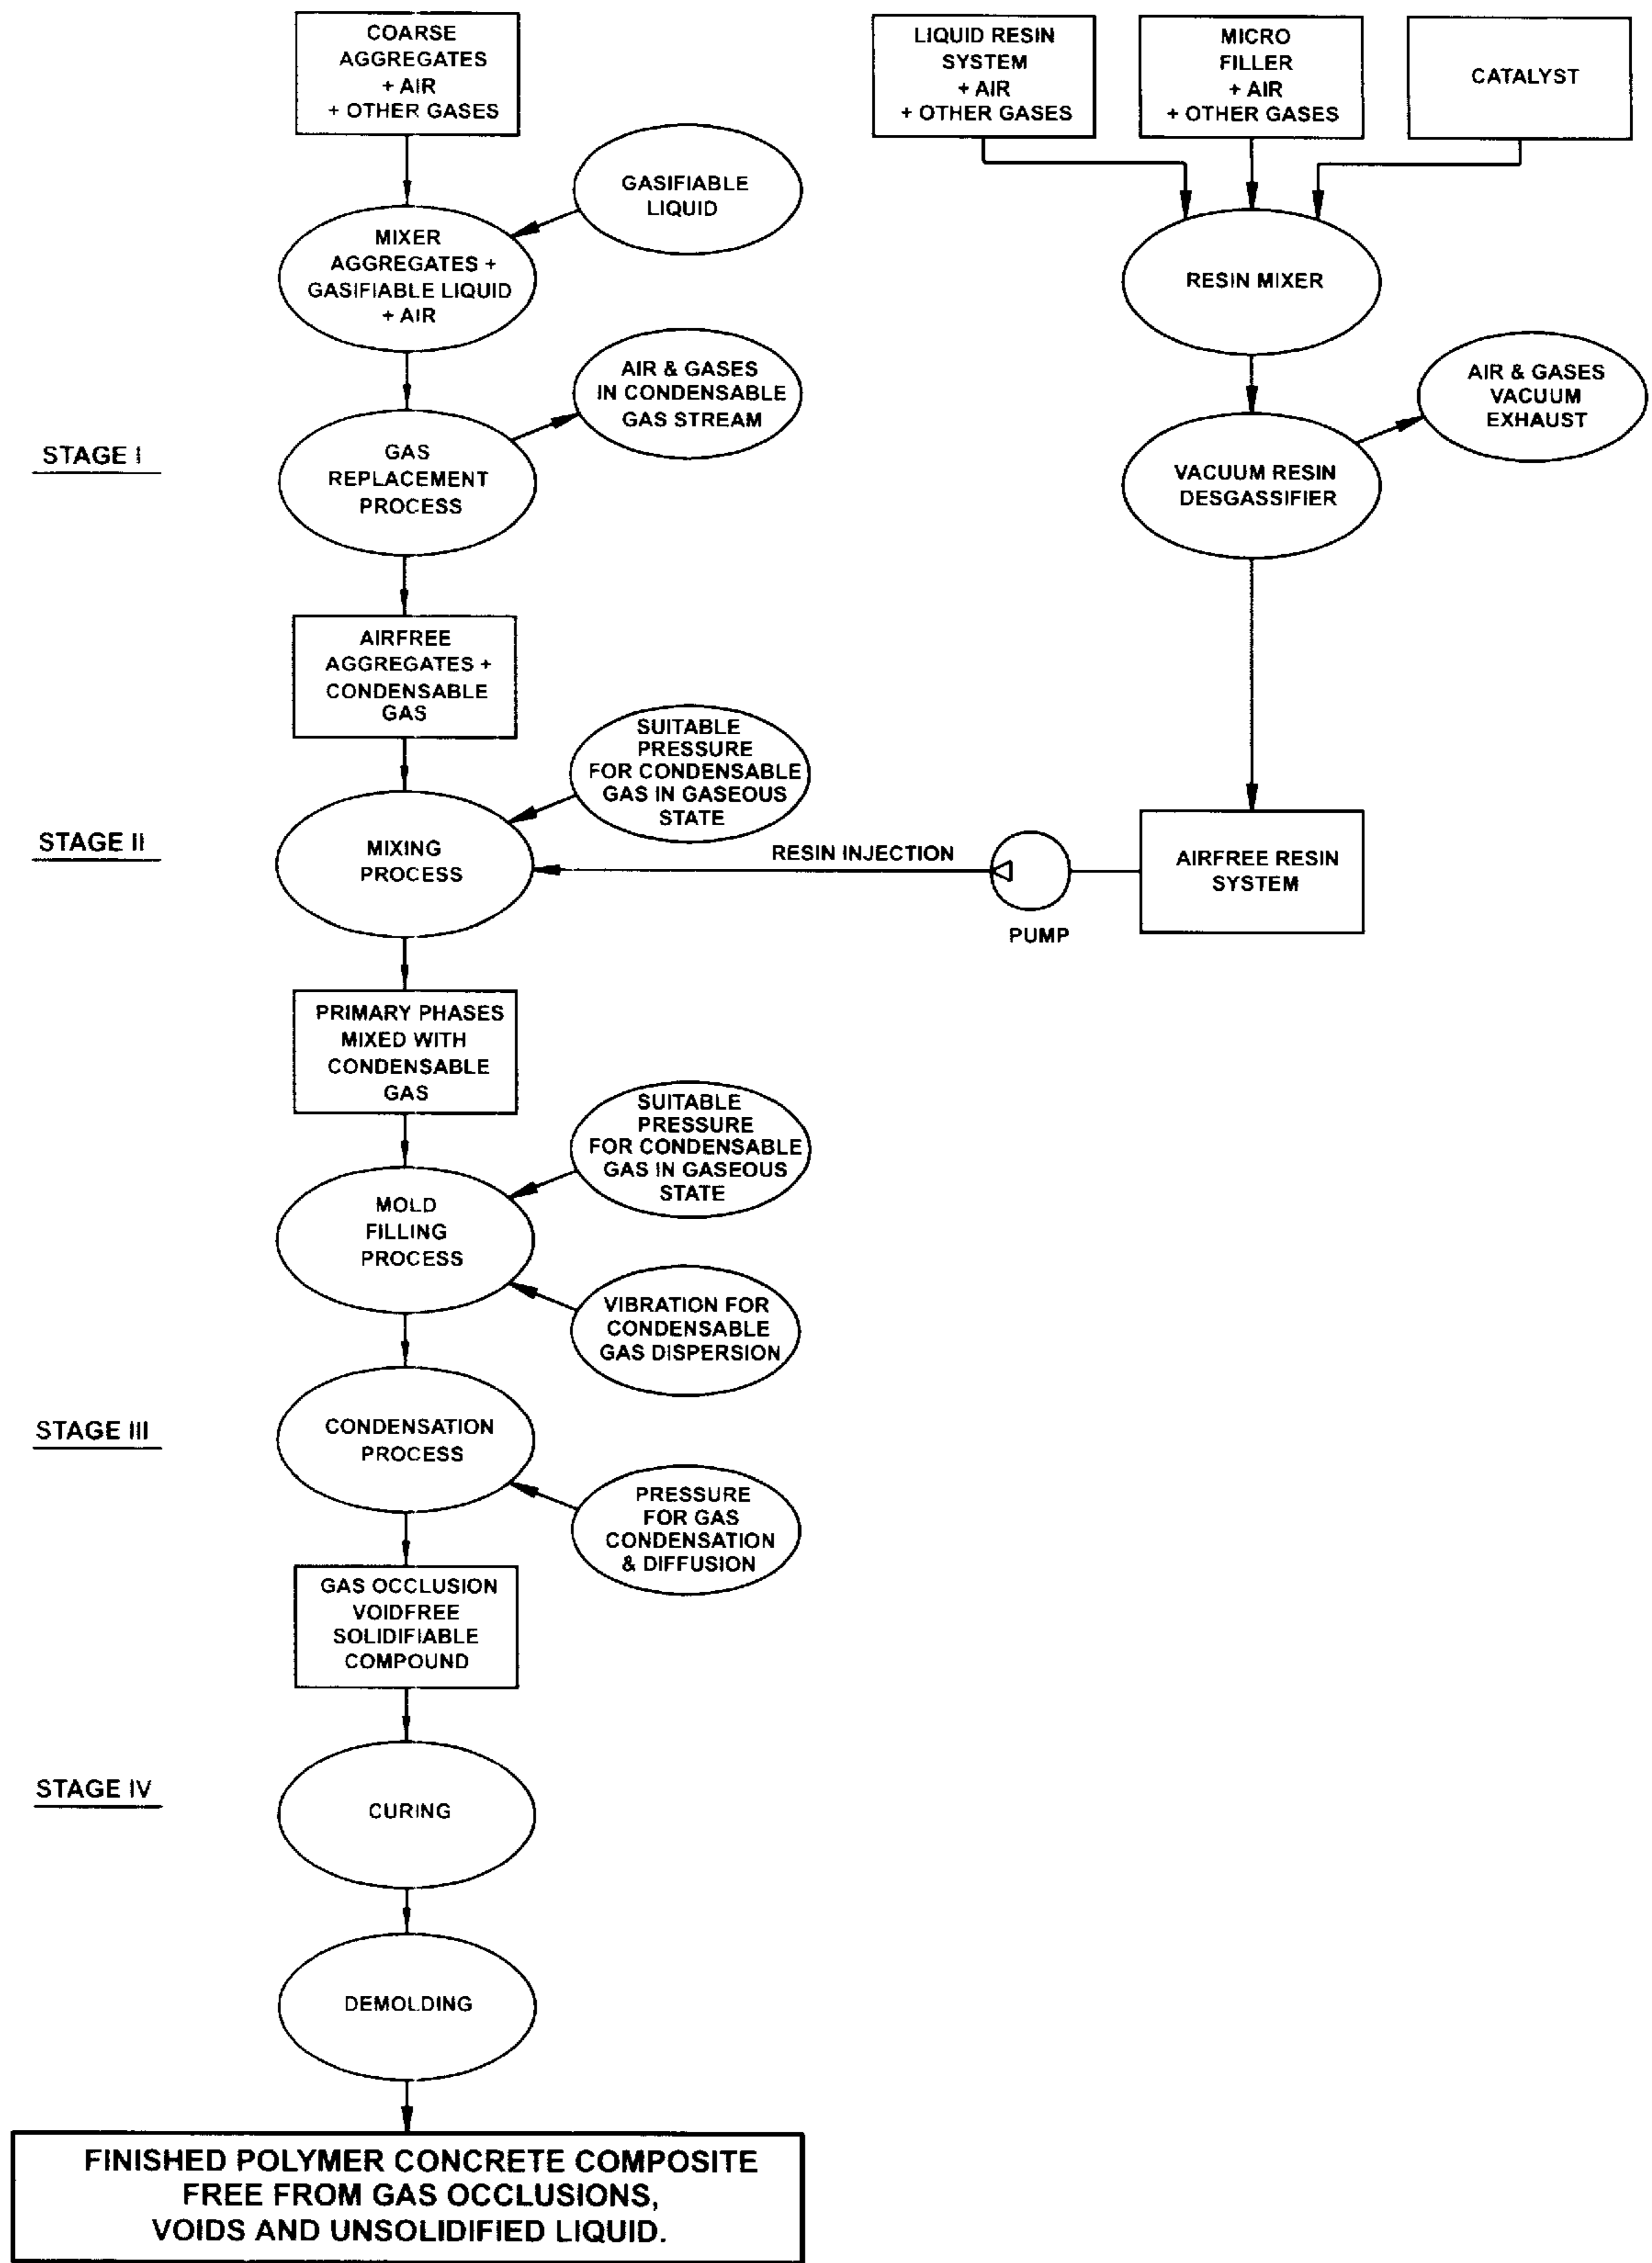 COARSE
AGGREGATES
+ AIR
+ OTHER GASES
LIQUID RESIN
SYSTEM
+ AIR
+ OTHER GASES
MICRO
FILLER
+ AIR
+ OTHER GASES
CATALYST
GASIFIABLE
LIQUID
MIXER
AGGREGATES +
GASIFIABLE LIQUID
+ AIR
RESIN MIXER
AIR & GASES
IN CONDENSABLE
GAS STREAM
AIR & GASES
VACUUM
EXHAUST
STAGE I
GAS
REPLACEMENT
PROCESS
VACUUM RESIN
DESGASSIFIER
AIRFREE
AGGREGATES +
CONDENSABLE
GAS
SUITABLE
PRESSURE
FOR CONDENSABLE
GAS IN GASEOUS
STATE
STAGE II
MIXING
PROCESS
RESIN INJECTION
PUMP
AIRFREE RESIN
SYSTEM
PRIMARY PHASES
MIXED WITH
CONDENSABLE
GAS
SUITABLE
PRESSURE
FOR CONDENSABLE
GAS IN GASEOUS
STATE
MOLD
FILLING
PROCESS
VIBRATION FOR
CONDENSABLE
GAS DISPERSION
STAGE III
CONDENSATION
PROCESS
PRESSURE
FOR GAS
CONDENSATION
& DIFFUSION
GAS OCCLUSION
VOIDFREE
SOLIDIFIABLE
COMPOUND
STAGE IV
CURING
DEMOLDING
FINISHED POLYMER CONCRETE COMPOSITE
FREE FROM GAS OCCLUSIONS,
VOIDS AND UNSOLIDIFIED LIQUID.